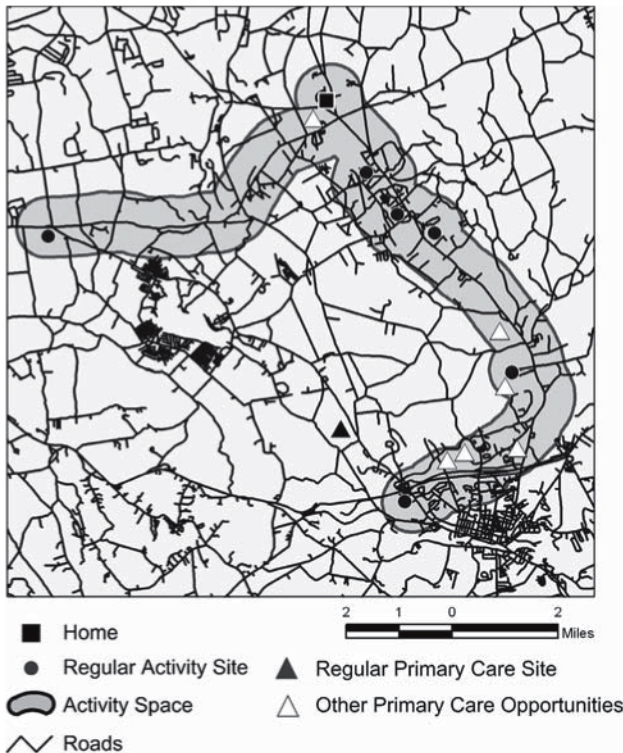 2 1 0 2
Miles
Home
Regular Activity Site
Regular Primary Care Site
Activity Space
Other Primary Care Opportunities
Roads